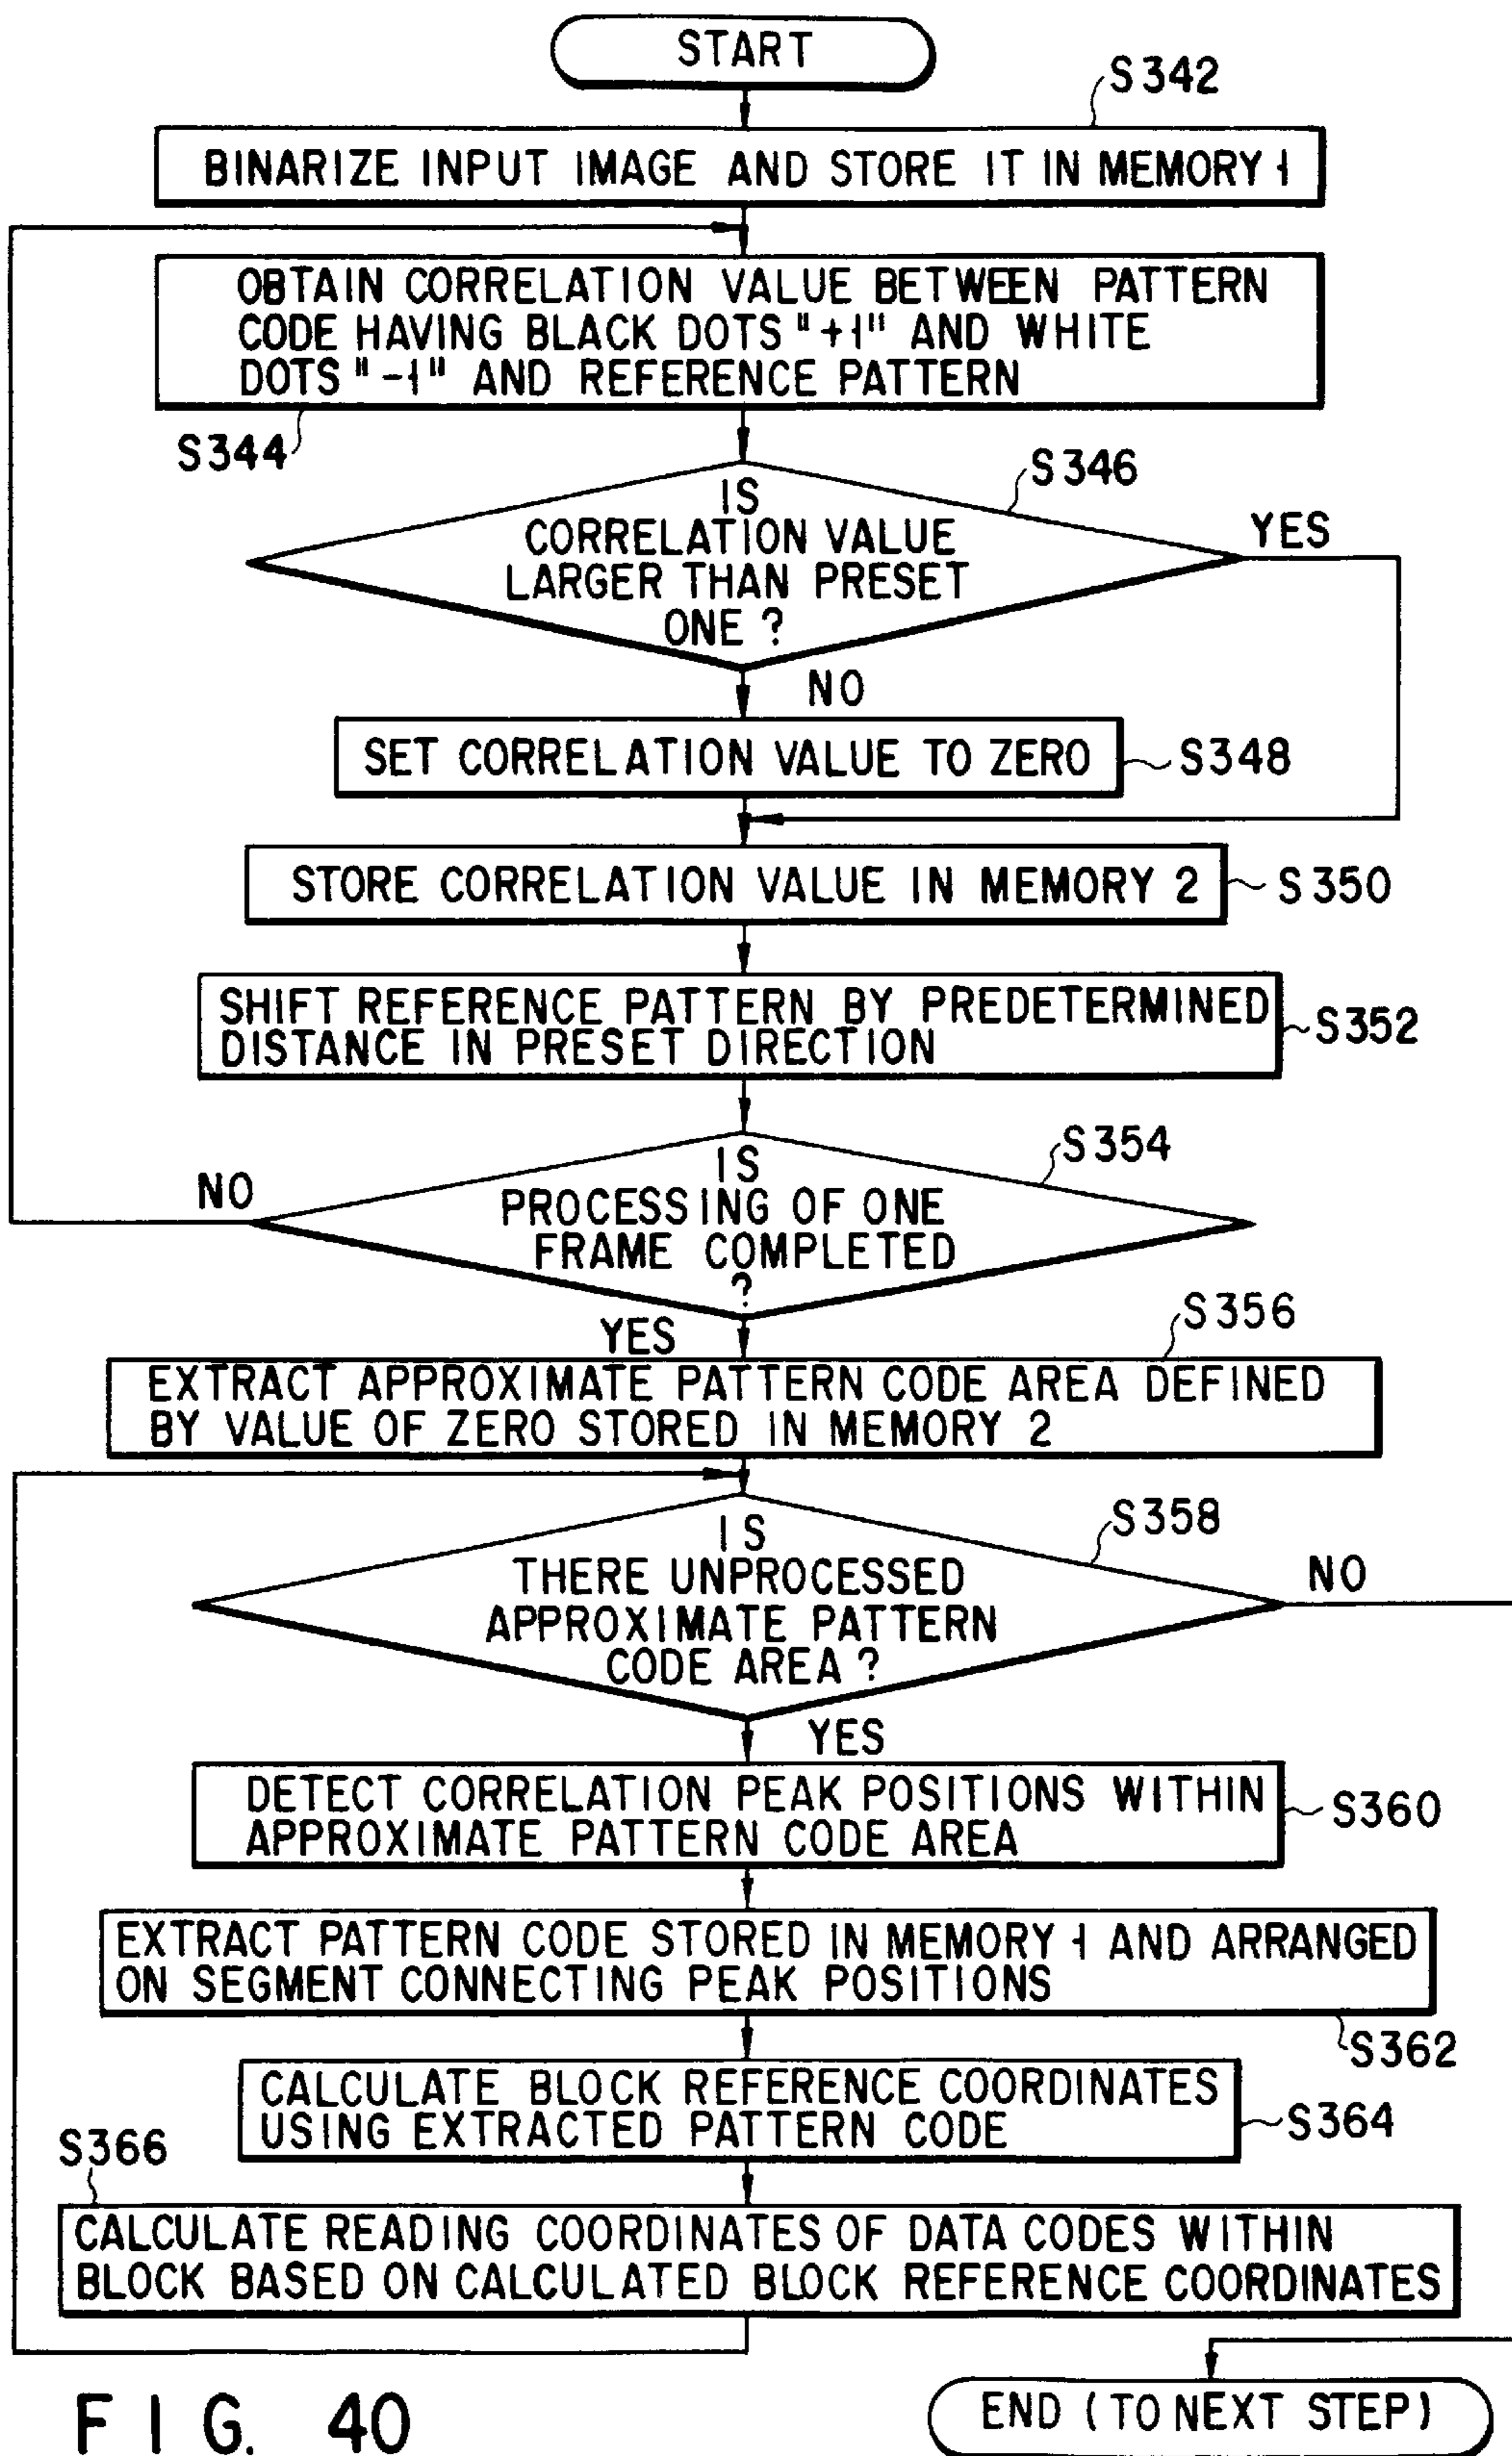 START
S342
BINARIZE INPUT IMAGE AND STORE IT IN MEMORY 1
OBTAIN CORRELATION VALUE BETWEEN PATTERN
CODE HAVING BLACK DOTS "+1" AND WHITE
DOTS "-1" AND REFERENCE PATTERN
S344
S346
IS
CORRELATION VALUE
LARGER THAN PRESET
ONE ?
YES
NO
SET CORRELATION VALUE TO ZERO
S348
STORE CORRELATION VALUE IN MEMORY 2
S350
SHIFT REFERENCE PATTERN BY PREDETERMINED
DISTANCE IN PRESET DIRECTION
S352
S354
NO
IS
PROCESSING OF ONE
FRAME COMPLETED
?
YES
S356
EXTRACT APPROXIMATE PATTERN CODE AREA DEFINED
BY VALUE OF ZERO STORED IN MEMORY 2
S358
IS
THERE UNPROCESSED
APPROXIMATE PATTERN
CODE AREA ?
NO
YES
DETECT CORRELATION PEAK POSITIONS WITHIN
APPROXIMATE PATTERN CODE AREA
S360
EXTRACT PATTERN CODE STORED IN MEMORY 1 AND ARRANGED
ON SEGMENT CONNECTING PEAK POSITIONS
S362
CALCULATE BLOCK REFERENCE COORDINATES
USING EXTRACTED PATTERN CODE
S364
S366
CALCULATE READING COORDINATES OF DATA CODES WITHIN
BLOCK BASED ON CALCULATED BLOCK REFERENCE COORDINATES
END (TO NEXT STEP)
FIG. 40